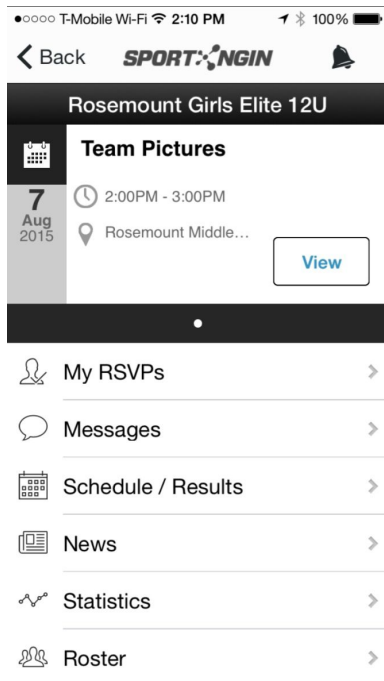 T-Mobile Wi-Fi 2:10 PM 100%
Back SPORT NGIN
Rosemount Girls Elite 12U
Team Pictures
7
Aug
2015
2:00PM - 3:00PM
Rosemount Middle...
View
My RSVPs
Messages
Schedule / Results
News
Statistics
Roster